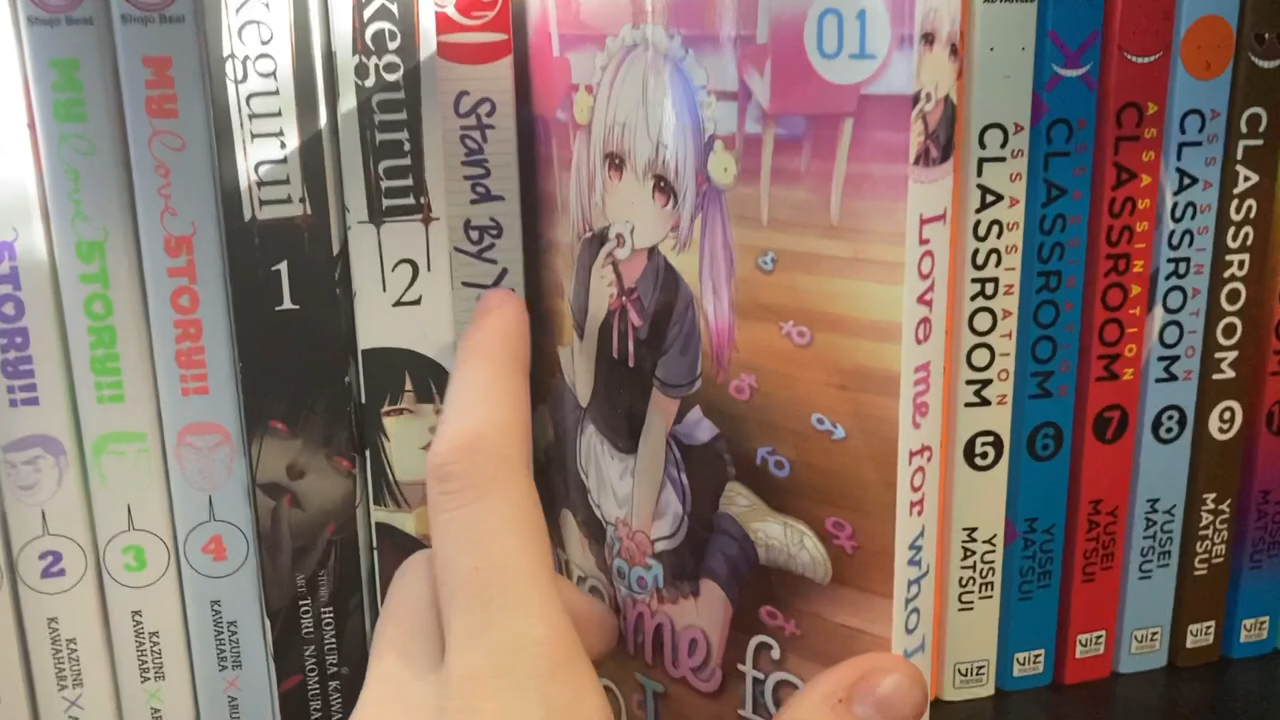 Shojo Beat
Shojo Beat
STORY!!
2
MY love STORY!!
3
KAZUNE
KAWAHARA
MY love STORY!!
4
KAZUNE
KAWAHARA
kegurui
1
STORY: HOMURA KAWA
ART: TORU NAOMURA
kegurui
2
Stand By
01
me
fo
Love me for who I
ASSASSINATION
CLASSROOM
5
YUSEI
MATSUI
VIZ
ASSASSINATION
CLASSROOM
6
YUSEI
MATSUI
VIZ
ASSASSINATION
CLASSROOM
7
YUSEI
MATSUI
VIZ
ASSASSINATION
CLASSROOM
8
YUSEI
MATSUI
VIZ
CLASSROOM
9
YUSEI
MATSUI
VIZ
VIZ